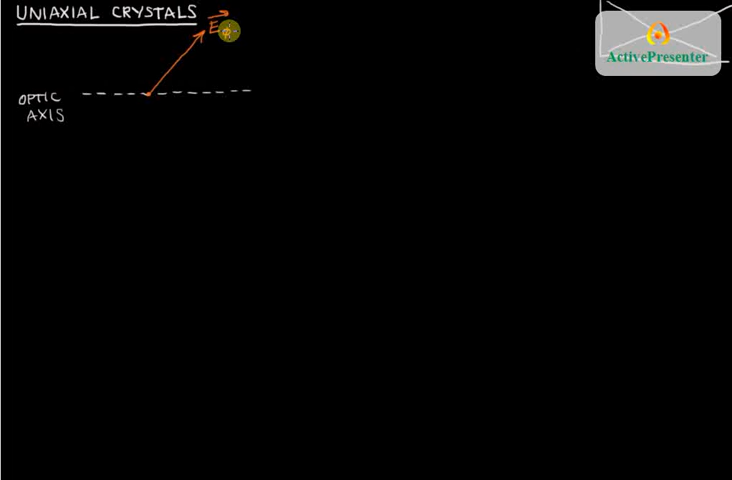 UNIAXIAL CRYSTALS
E
OPTIC
AXIS
ActivePresenter